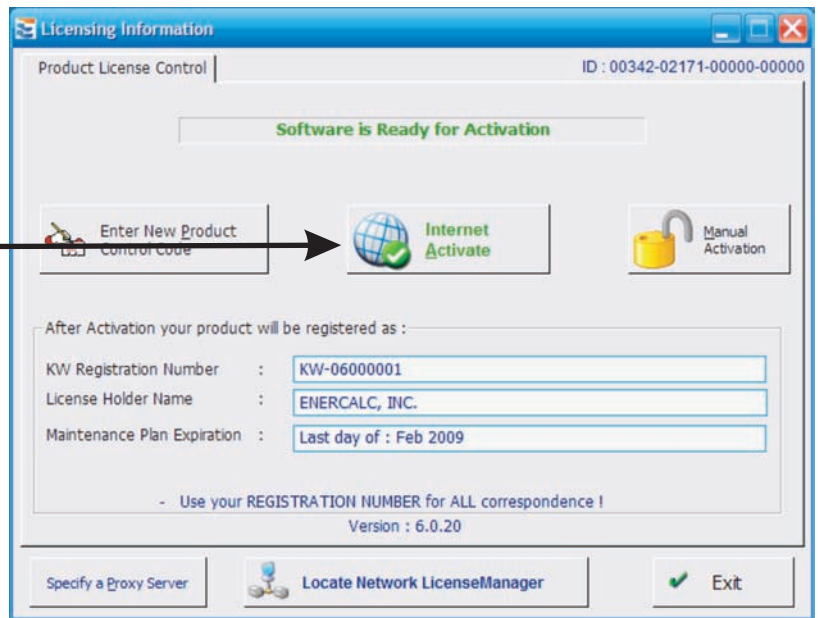 Licensing Information
Product License Control
ID : 00342-02171-00000-00000
Software is Ready for Activation
Enter New Product
Control Code
Internet
Activate
Manual
Activation
After Activation your product will be registered as :
KW Registration Number : KW-06000001
License Holder Name : ENERCALC, INC.
Maintenance Plan Expiration : Last day of : Feb 2009
- Use your REGISTRATION NUMBER for ALL correspondence !
Version : 6.0.20
Specify a Proxy Server
Locate Network LicenseManager
Exit